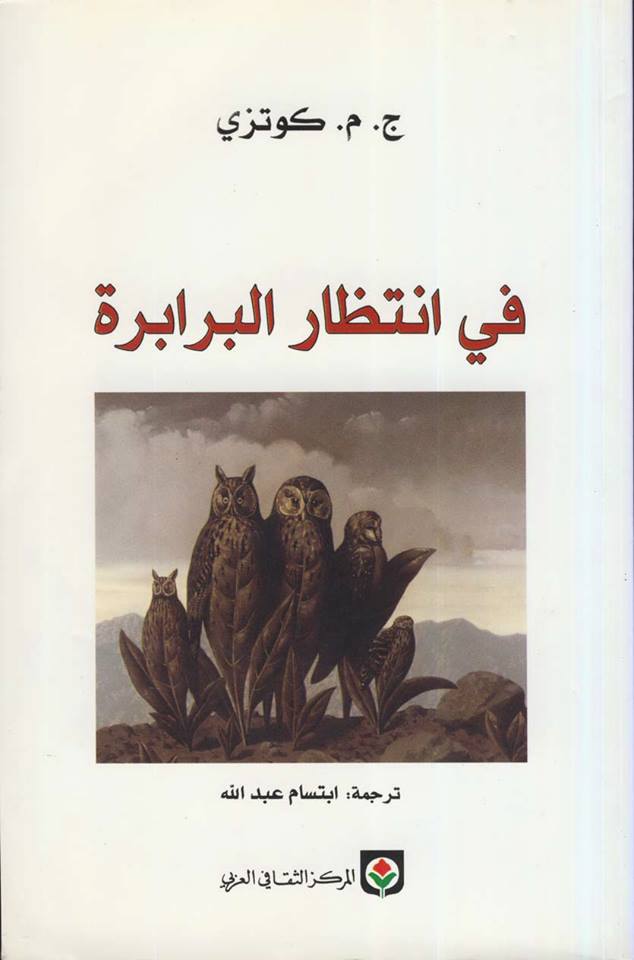 ج. م. كوتزي
في انتظار البرابرة
ترجمة: ابتسام عبد الله
المركز الثقافي العربي